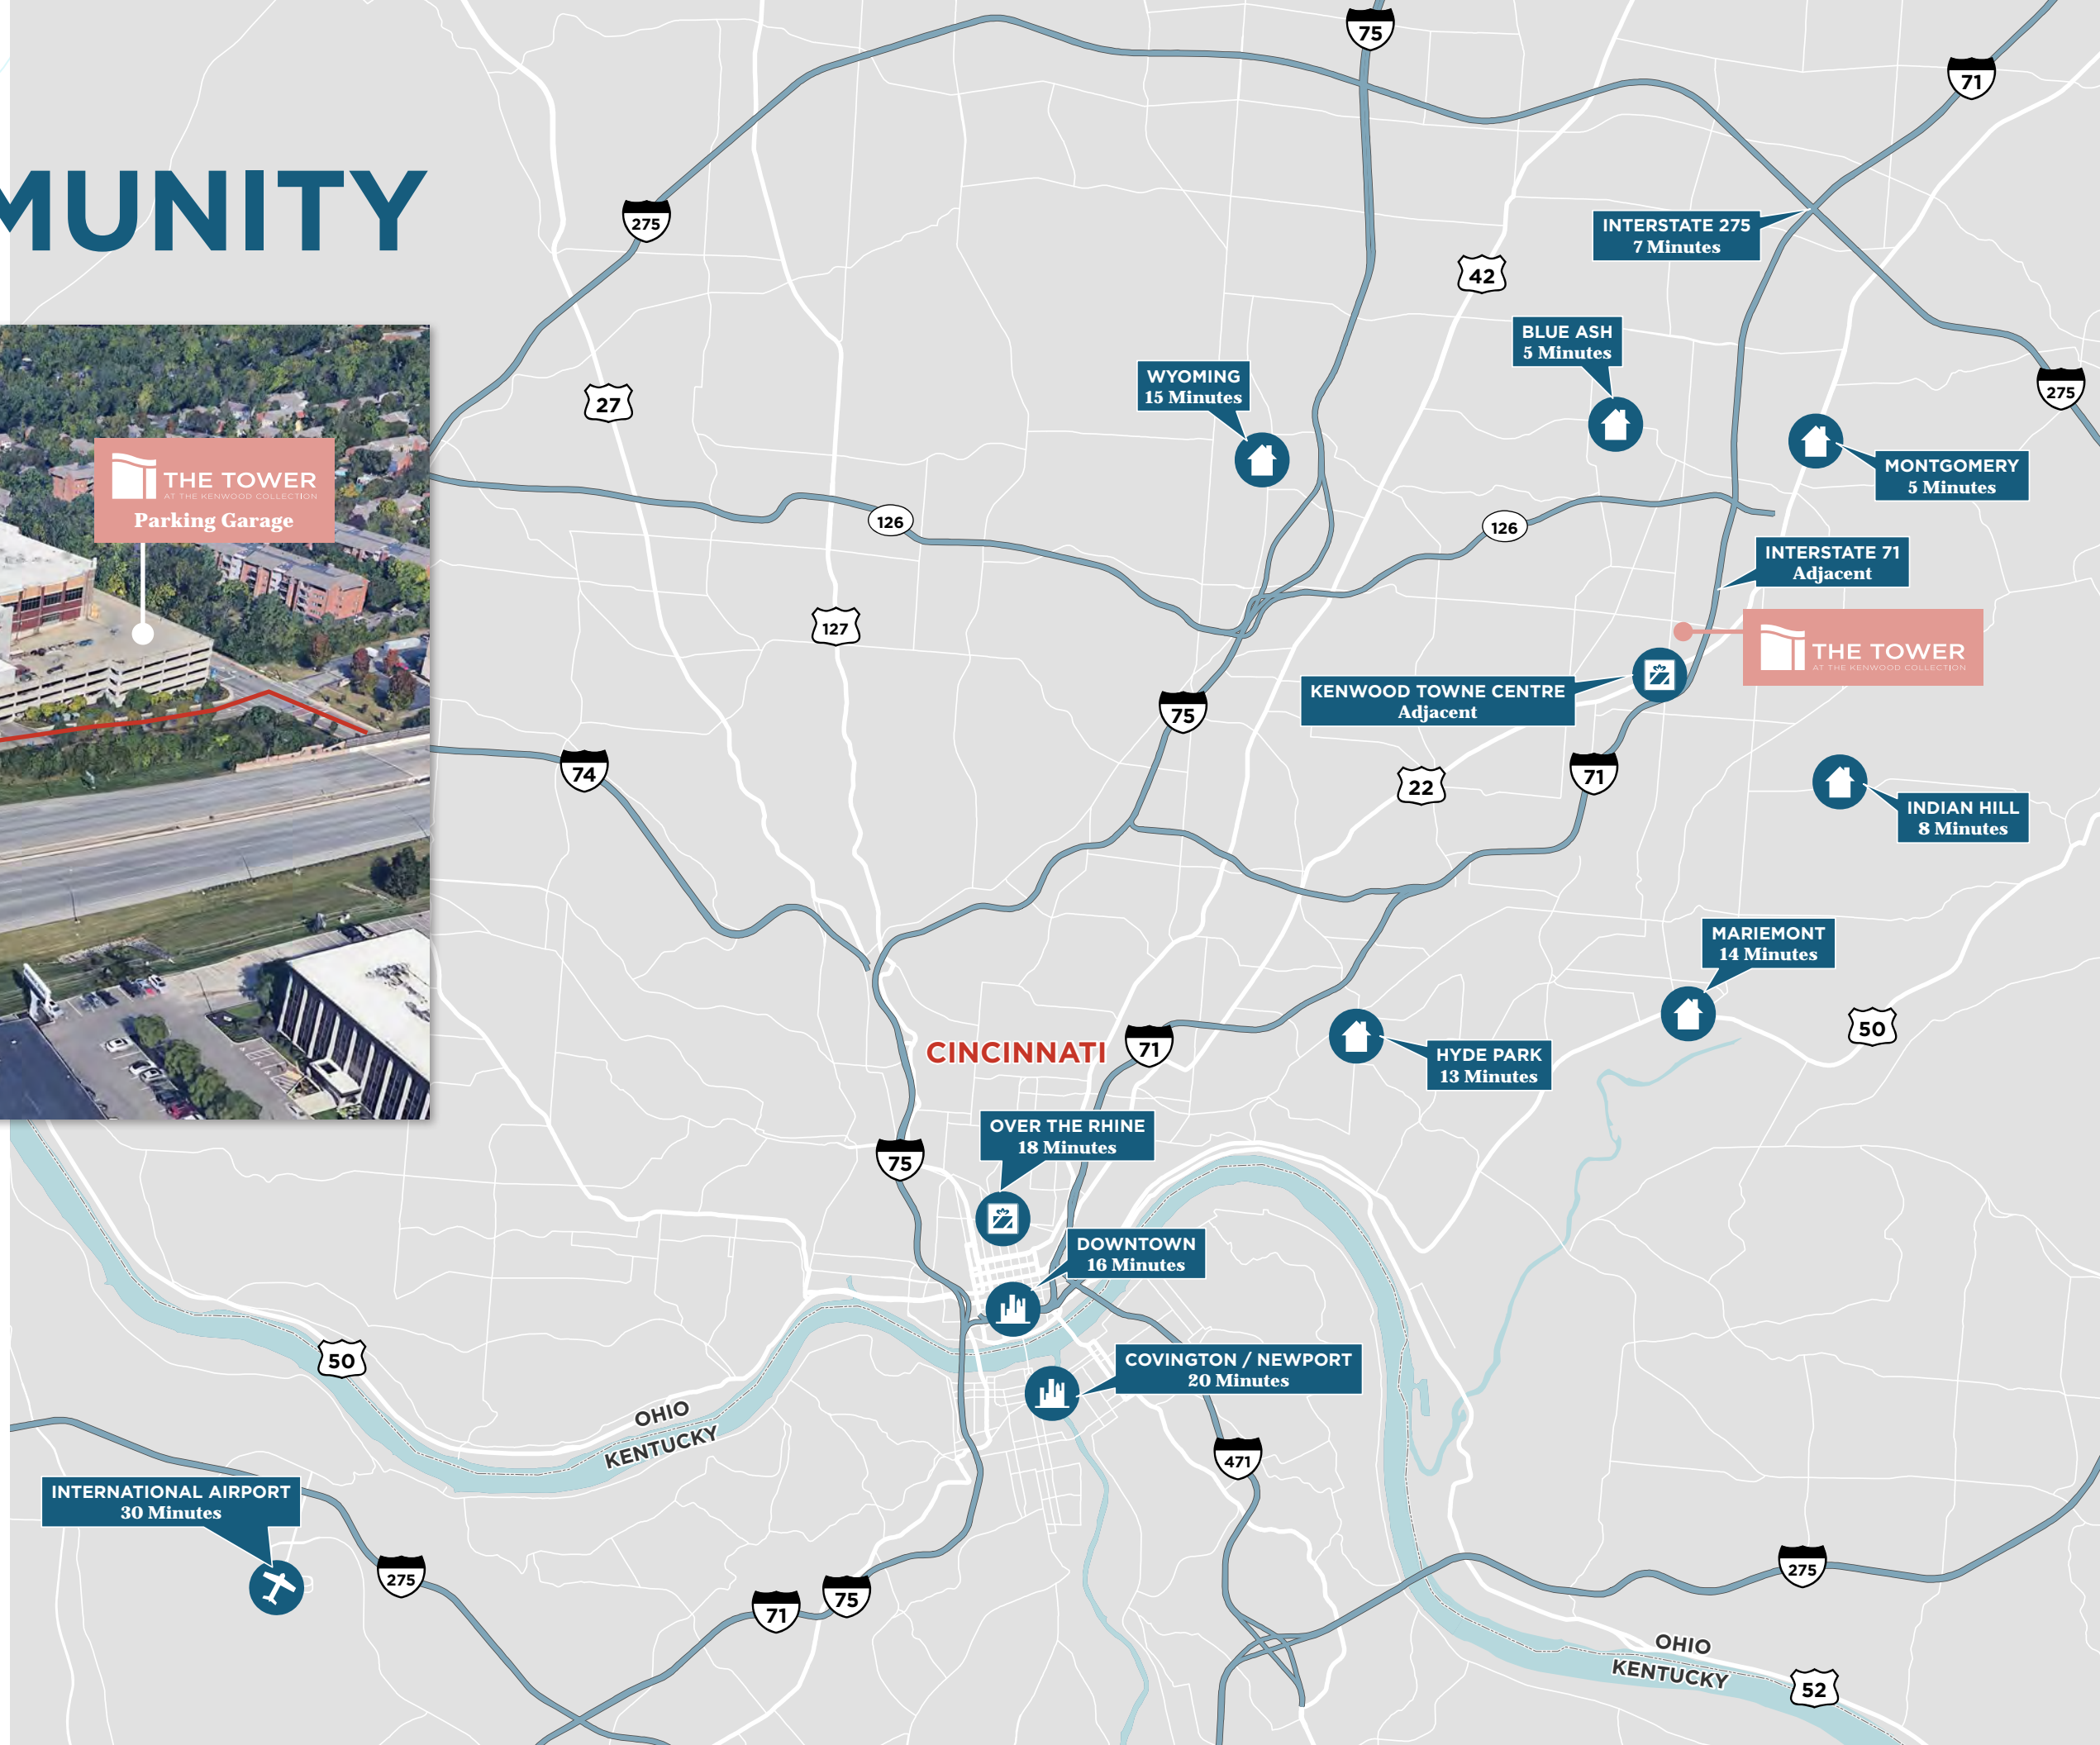 MUNITY
THE TOWER
AT THE KENWOOD COLLECTION
Parking Garage
75
71
275
INTERSTATE 275
7 Minutes
42
BLUE ASH
5 Minutes
WYOMING
15 Minutes
27
275
MONTGOMERY
5 Minutes
126
126
INTERSTATE 71
Adjacent
127
THE TOWER
AT THE KENWOOD COLLECTION
KENWOOD TOWNE CENTRE
Adjacent
75
74
22
71
INDIAN HILL
8 Minutes
MARIEMONT
14 Minutes
50
CINCINNATI
71
HYDE PARK
13 Minutes
OVER THE RHINE
18 Minutes
75
DOWNTOWN
16 Minutes
50
COVINGTON / NEWPORT
20 Minutes
OHIO
KENTUCKY
471
INTERNATIONAL AIRPORT
30 Minutes
275
71
75
275
OHIO
KENTUCKY
52